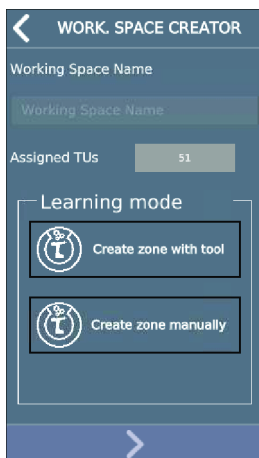 WORK. SPACE CREATOR
Working Space Name
Working Space Name
Assigned TUs 51
Learning mode
Create zone with tool
Create zone manually